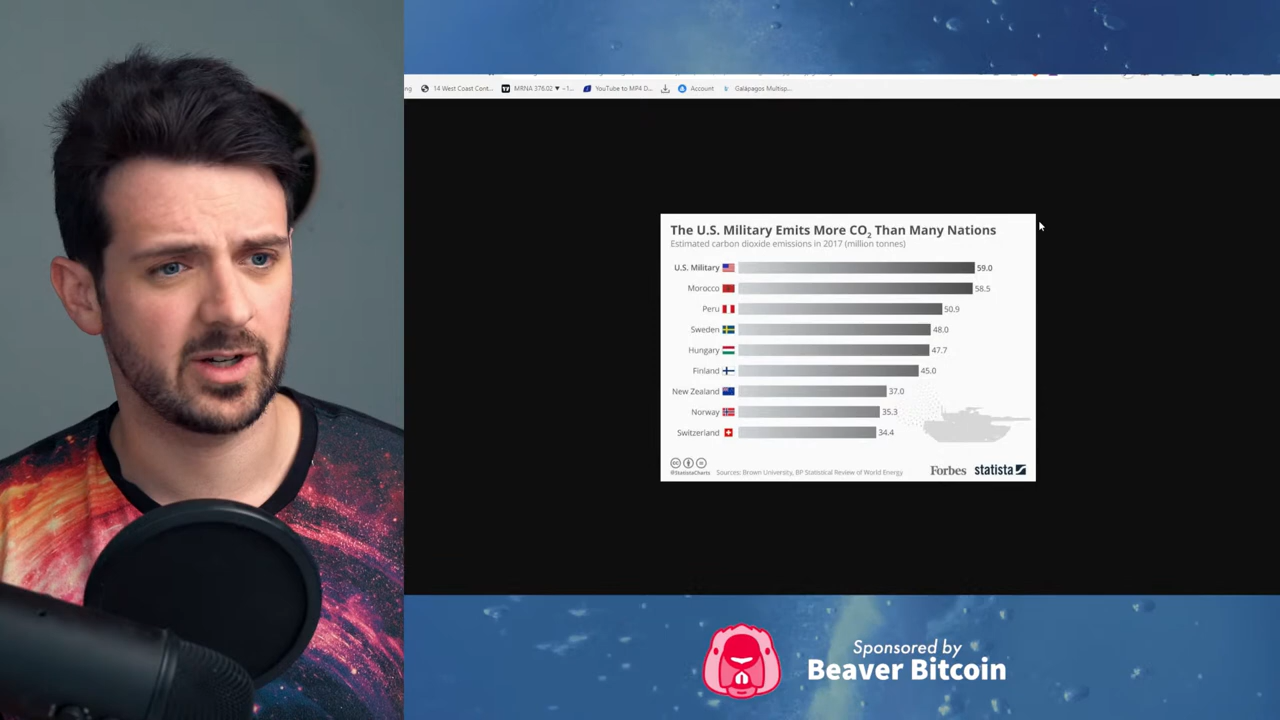 14 West Coast Cont... MRNA 376.02 ▼ −1... YouTube to MP4 D... Account Galápagos Multisp...
The U.S. Military Emits More CO₂ Than Many Nations
Estimated carbon dioxide emissions in 2017 (million tonnes)
U.S. Military 59.0
Morocco 58.5
Peru 50.9
Sweden 48.0
Hungary 47.7
Finland 45.0
New Zealand 37.0
Norway 35.3
Switzerland 34.4
@StatistaCharts Sources: Brown University, BP Statistical Review of World Energy
Forbes statista
Sponsored by
Beaver Bitcoin